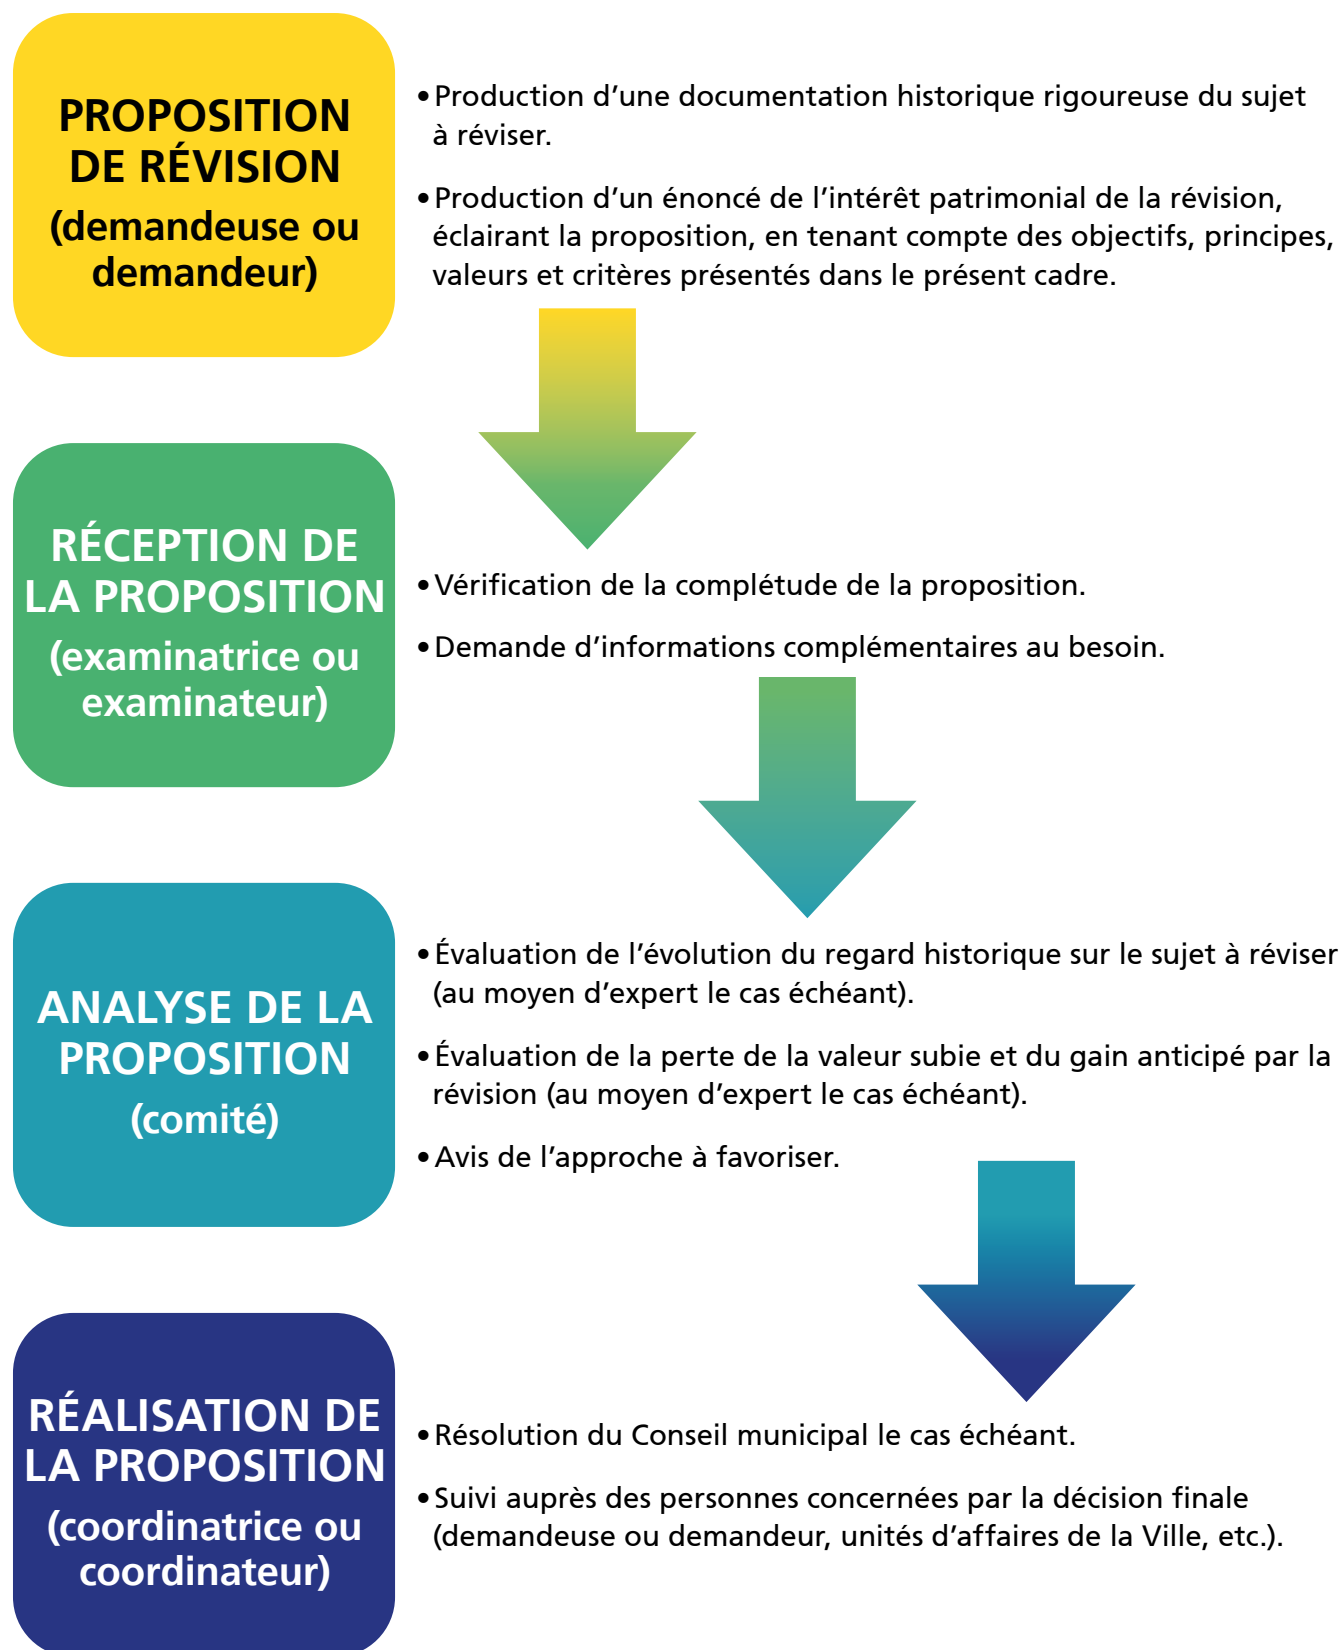 PROPOSITION
DE RÉVISION
(demandeuse ou
demandeur)
•Production d’une documentation historique rigoureuse du sujet
à réviser.
•Production d’un énoncé de l’intérêt patrimonial de la révision,
éclairant la proposition, en tenant compte des objectifs, principes,
valeurs et critères présentés dans le présent cadre.
RÉCEPTION DE
LA PROPOSITION
(examinatrice ou
examinateur)
•Vérification de la complétude de la proposition.
•Demande d’informations complémentaires au besoin.
ANALYSE DE LA
PROPOSITION
(comité)
•Évaluation de l’évolution du regard historique sur le sujet à réviser
(au moyen d’expert le cas échéant).
•Évaluation de la perte de la valeur subie et du gain anticipé par la
révision (au moyen d’expert le cas échéant).
•Avis de l’approche à favoriser.
RÉALISATION DE
LA PROPOSITION
(coordinatrice ou
coordinateur)
•Résolution du Conseil municipal le cas échéant.
•Suivi auprès des personnes concernées par la décision finale
(demandeuse ou demandeur, unités d’affaires de la Ville, etc.).